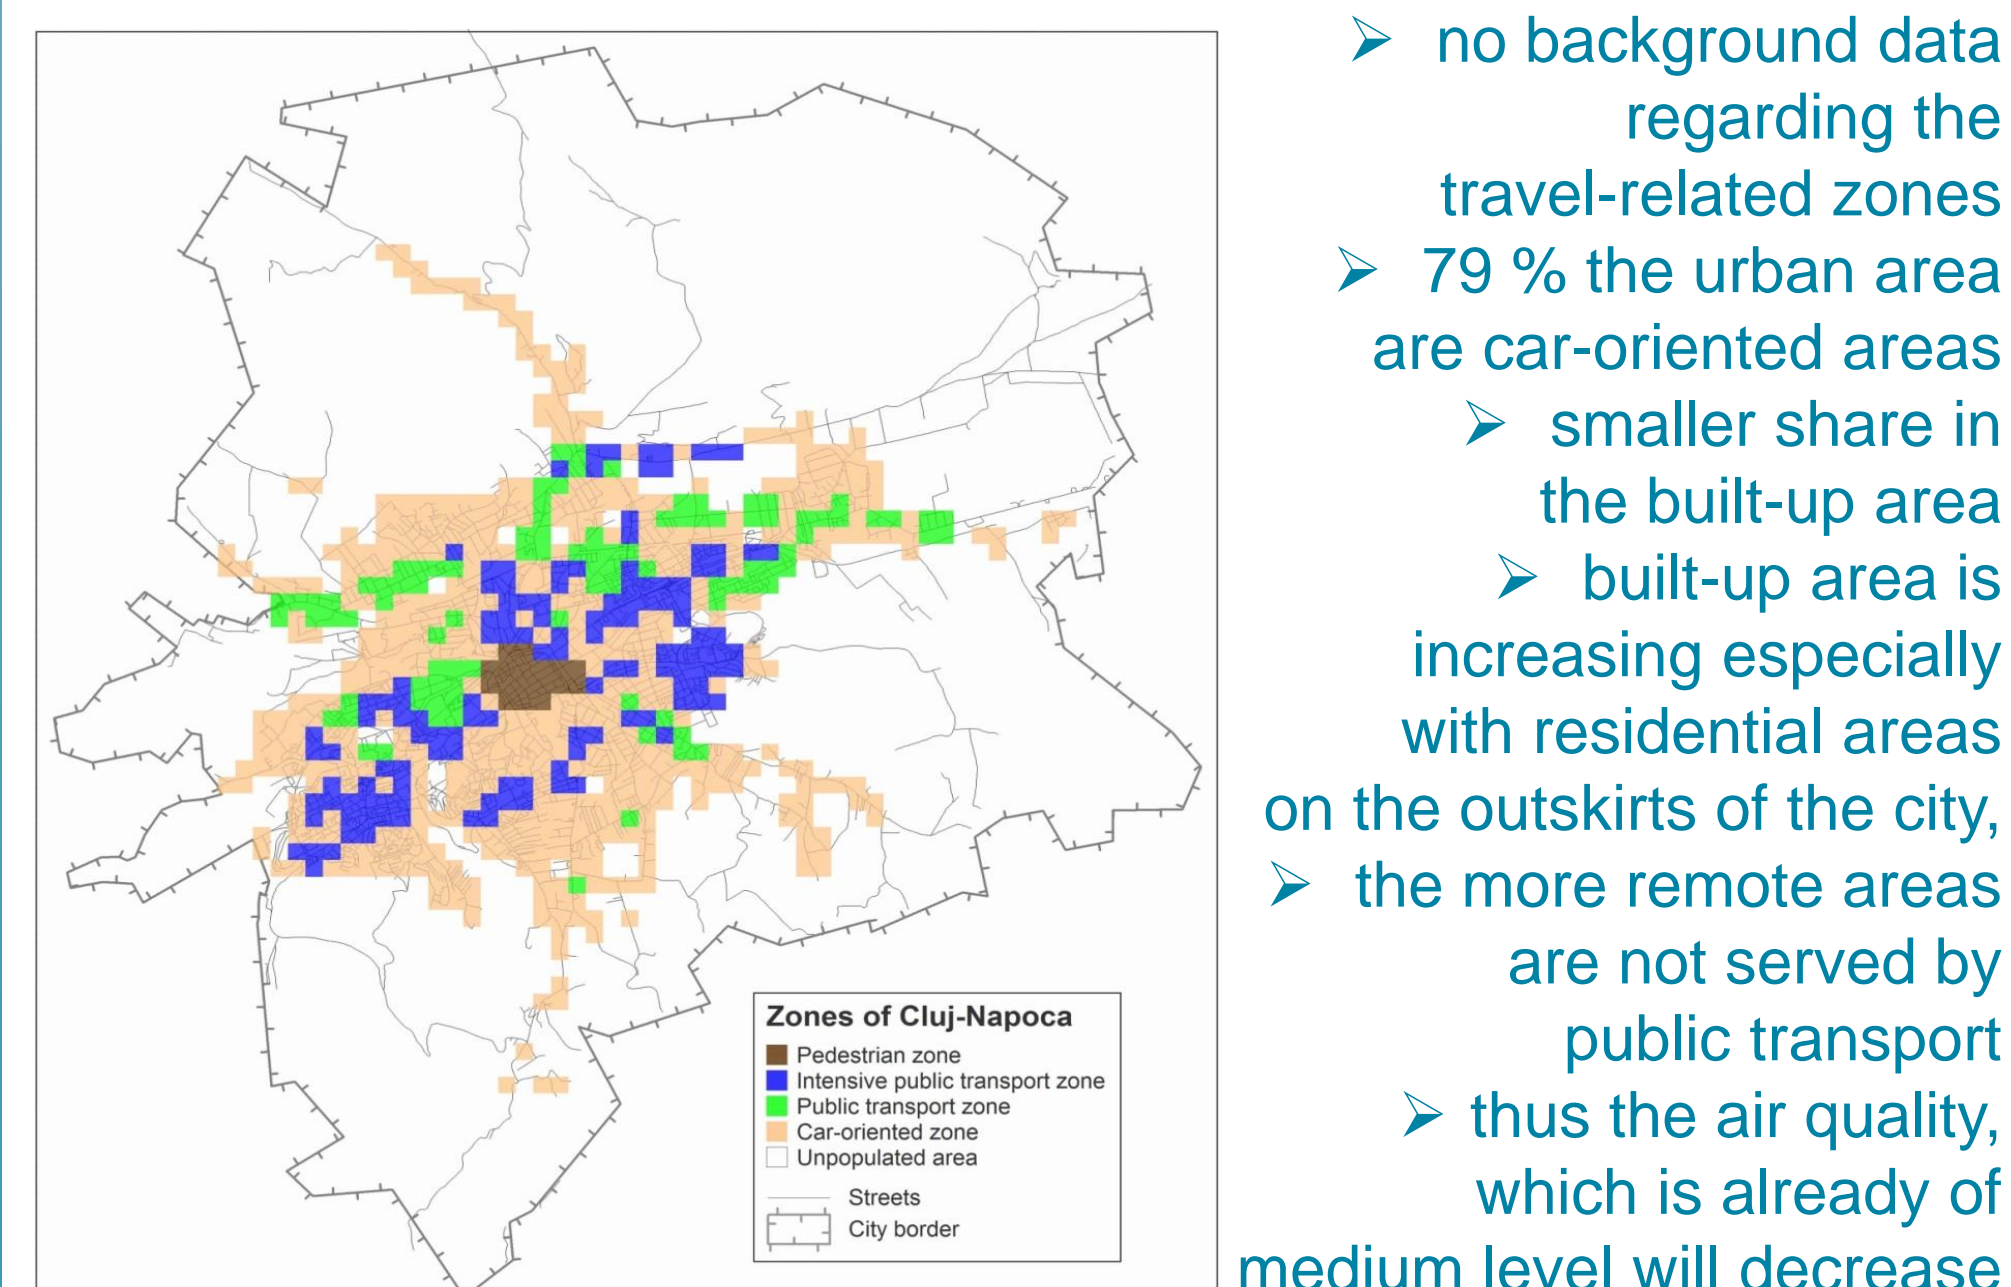 ➢ no background data
regarding the
travel-related zones
➢ 79 % the urban area
are car-oriented areas
➢ smaller share in
the built-up area
➢ built-up area is
increasing especially
with residential areas
on the outskirts of the city,
➢ the more remote areas
are not served by
public transport
➢ thus the air quality,
which is already of
medium level will decrease
Zones of Cluj-Napoca
Pedestrian zone
Intensive public transport zone
Public transport zone
Car-oriented zone
Unpopulated area
Streets
City border